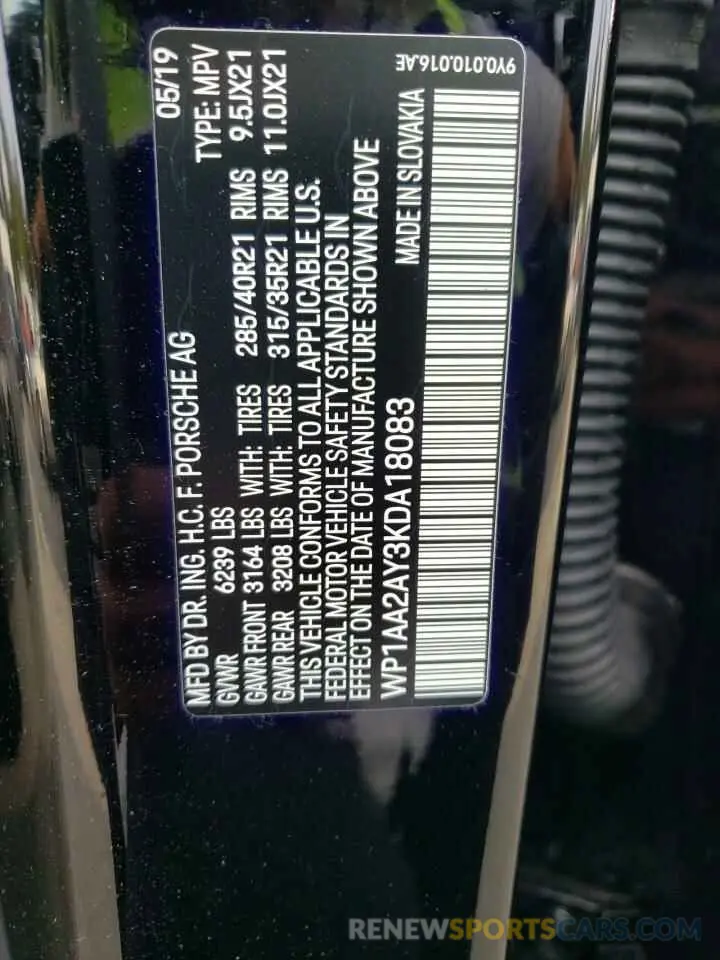 MFD BY DR. ING. H.C. F. PORSCHE AG 05/19
GVWR 6239 LBS TYPE: MPV
GAWR FRONT 3164 LBS WITH: TIRES 285/40R21 RIMS 9.5JX21
GAWR REAR 3208 LBS WITH: TIRES 315/35R21 RIMS 11.0JX21
THIS VEHICLE CONFORMS TO ALL APPLICABLE U.S.
FEDERAL MOTOR VEHICLE SAFETY STANDARDS IN
EFFECT ON THE DATE OF MANUFACTURE SHOWN ABOVE
WP1AA2AY3KDA18083 MADE IN SLOVAKIA
9Y0.010.016.AE
RENEWSPORTSCARS.COM